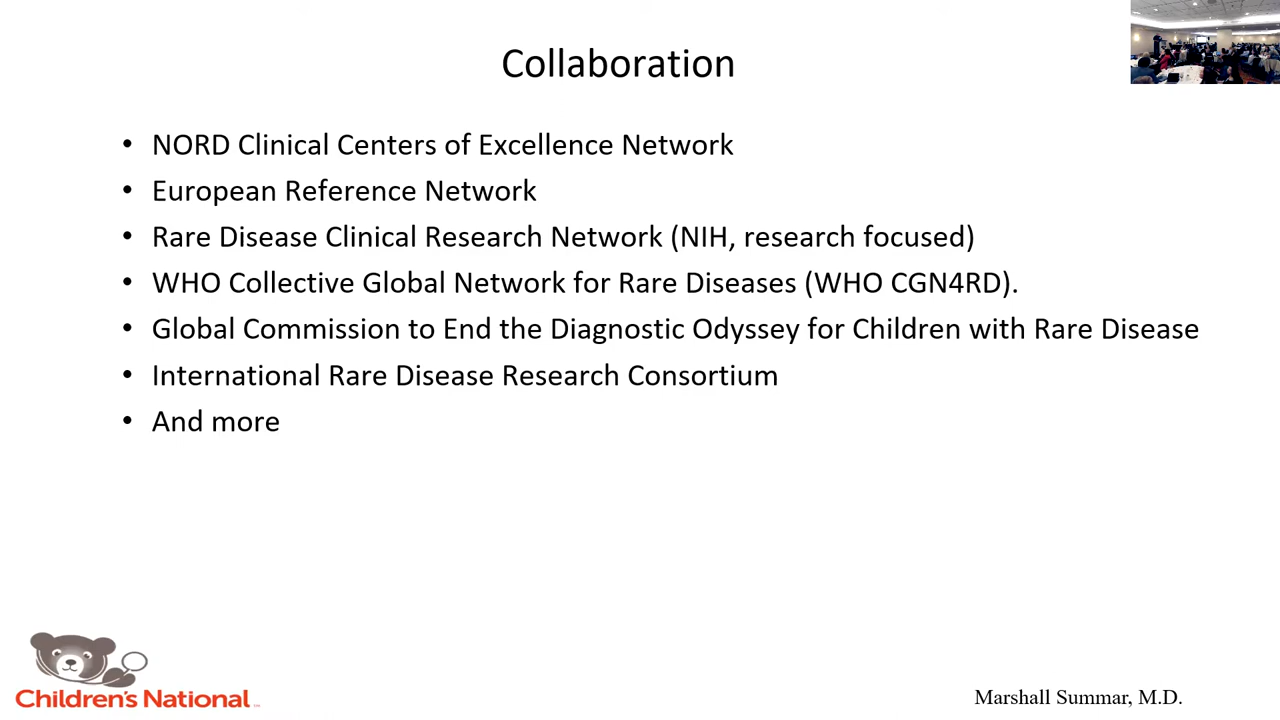 Collaboration
• NORD Clinical Centers of Excellence Network
• European Reference Network
• Rare Disease Clinical Research Network (NIH, research focused)
• WHO Collective Global Network for Rare Diseases (WHO CGN4RD).
• Global Commission to End the Diagnostic Odyssey for Children with Rare Disease
• International Rare Disease Research Consortium
• And more
Children's National
Marshall Summar, M.D.